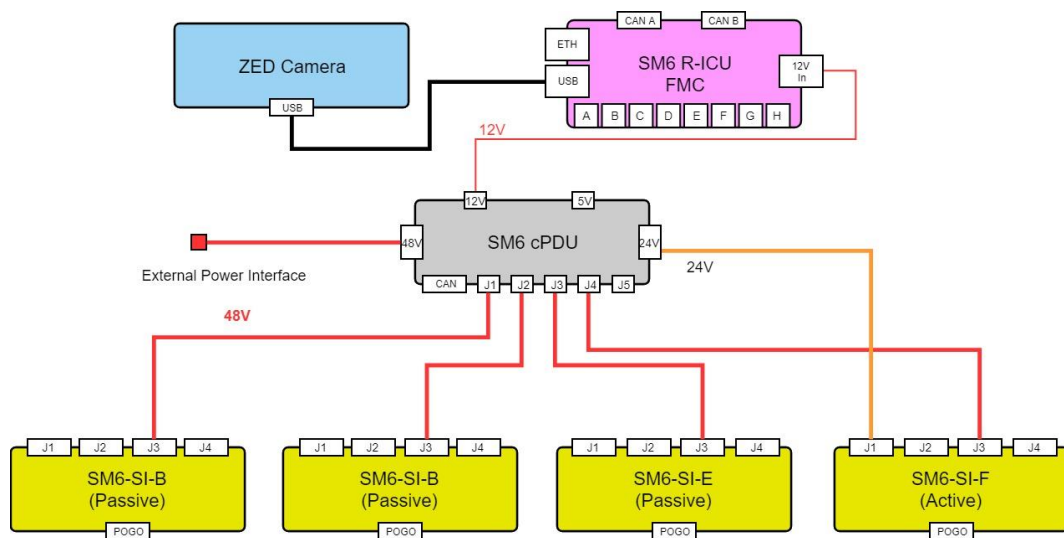 CAN A
CAN B
ZED Camera
USB
ETH
USB
SM6 R-ICU
FMC
12V
In
A B C D E F G H
12V
12V
5V
48V
SM6 cPDU
24V
24V
External Power Interface
CAN
J1 J2 J3 J4 J5
48V
J1 J2 J3 J4
SM6-SI-B
(Passive)
POGO
J1 J2 J3 J4
SM6-SI-B
(Passive)
POGO
J1 J2 J3 J4
SM6-SI-E
(Passive)
POGO
J1 J2 J3 J4
SM6-SI-F
(Active)
POGO